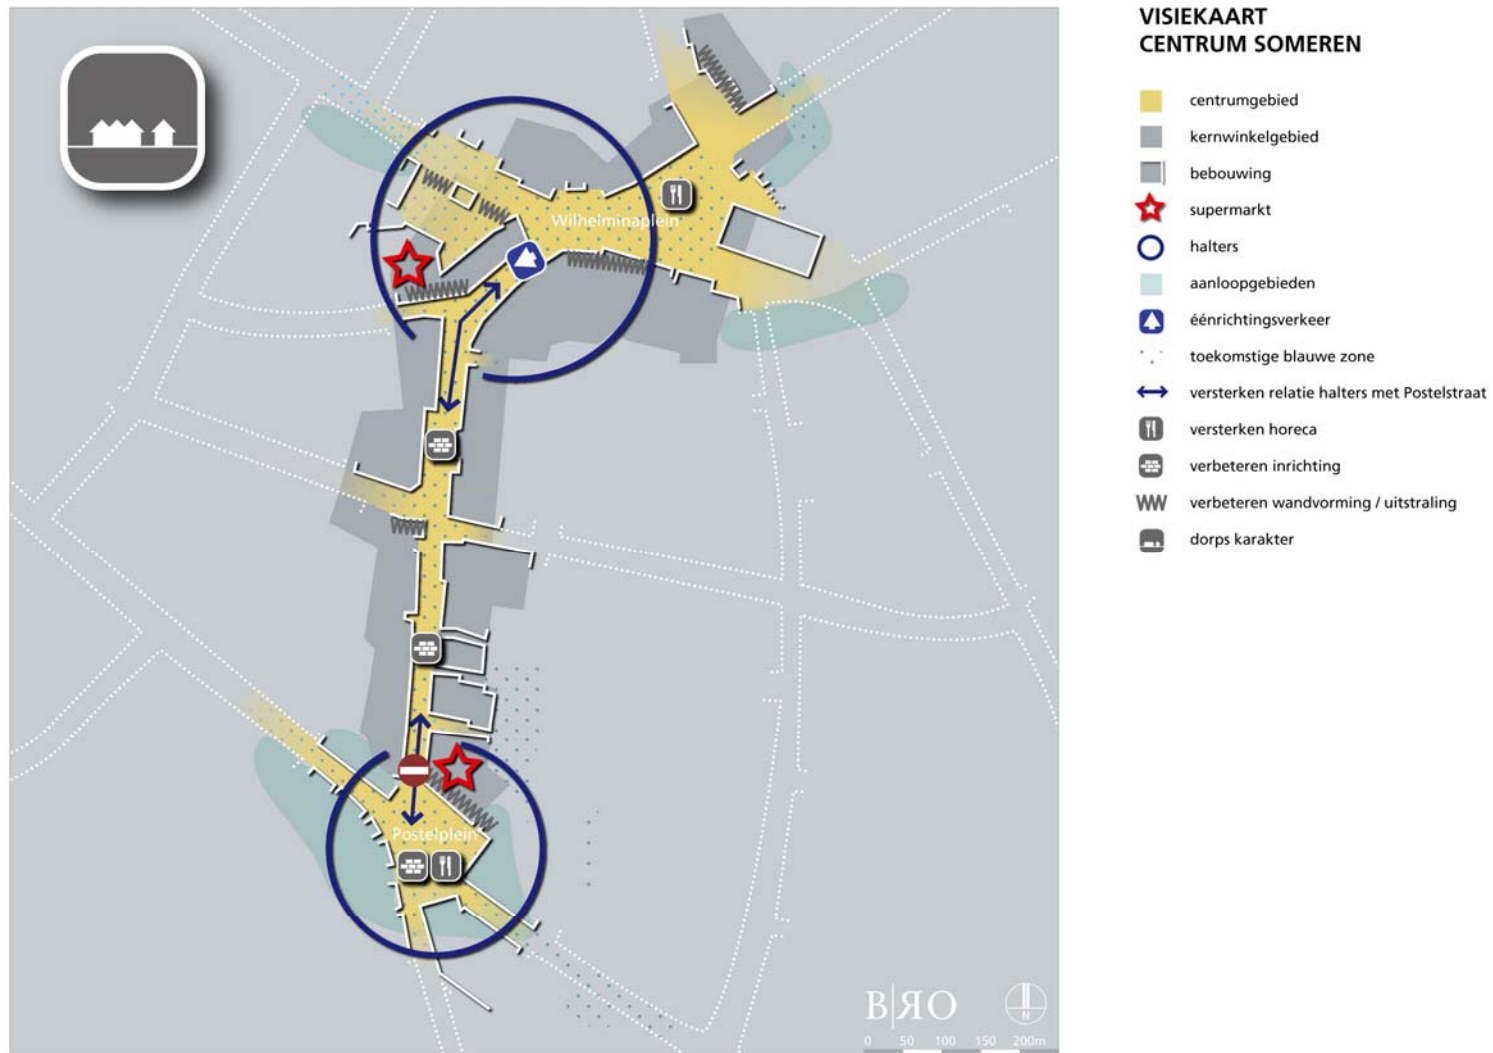 VISIEKAART
CENTRUM SOMEREN
centrumgebied
kernwinkelgebied
bebouwing
supermarkt
halters
aanloopgebieden
éénrichtingsverkeer
toekomstige blauwe zone
versterken relatie halters met Postelstraat
versterken horeca
verbeteren inrichting
verbeteren wandvorming / uitstraling
dorps karakter
Wilhelminaplein
Postelplein
B|ЯO
N
0 50 100 150 200m